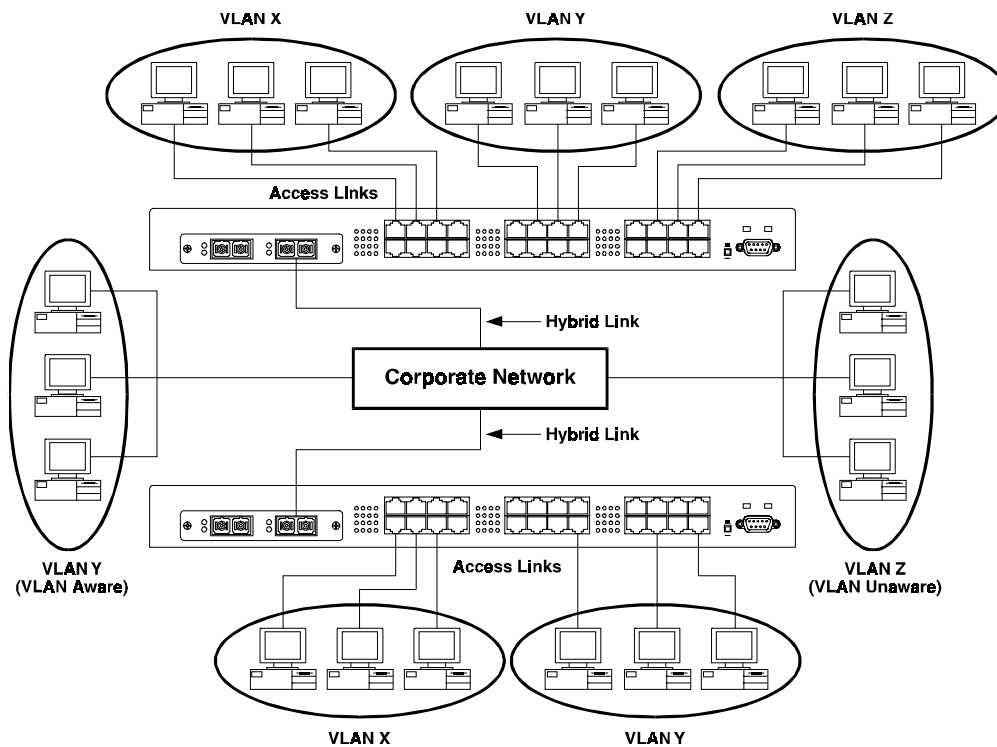 VLAN X
VLAN Y
VLAN Z
Access Links
Hybrid Link
Corporate Network
Hybrid Link
VLAN Y
(VLAN Aware)
VLAN Z
(VLAN Unaware)
Access Links
VLAN X
VLAN Y